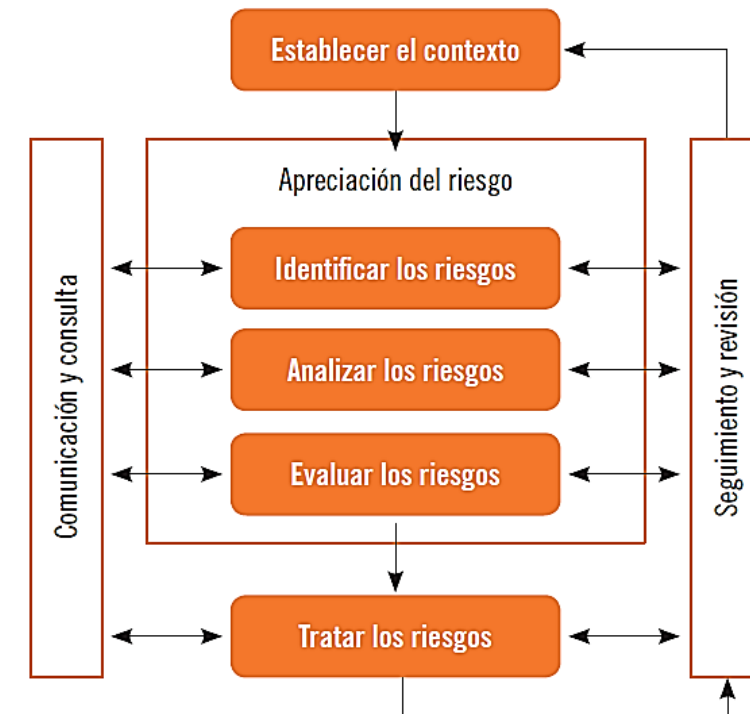 Establecer el contexto
Apreciación del riesgo
Identificar los riesgos
Analizar los riesgos
Evaluar los riesgos
Tratar los riesgos
Comunicación y consulta
Seguimiento y revisión